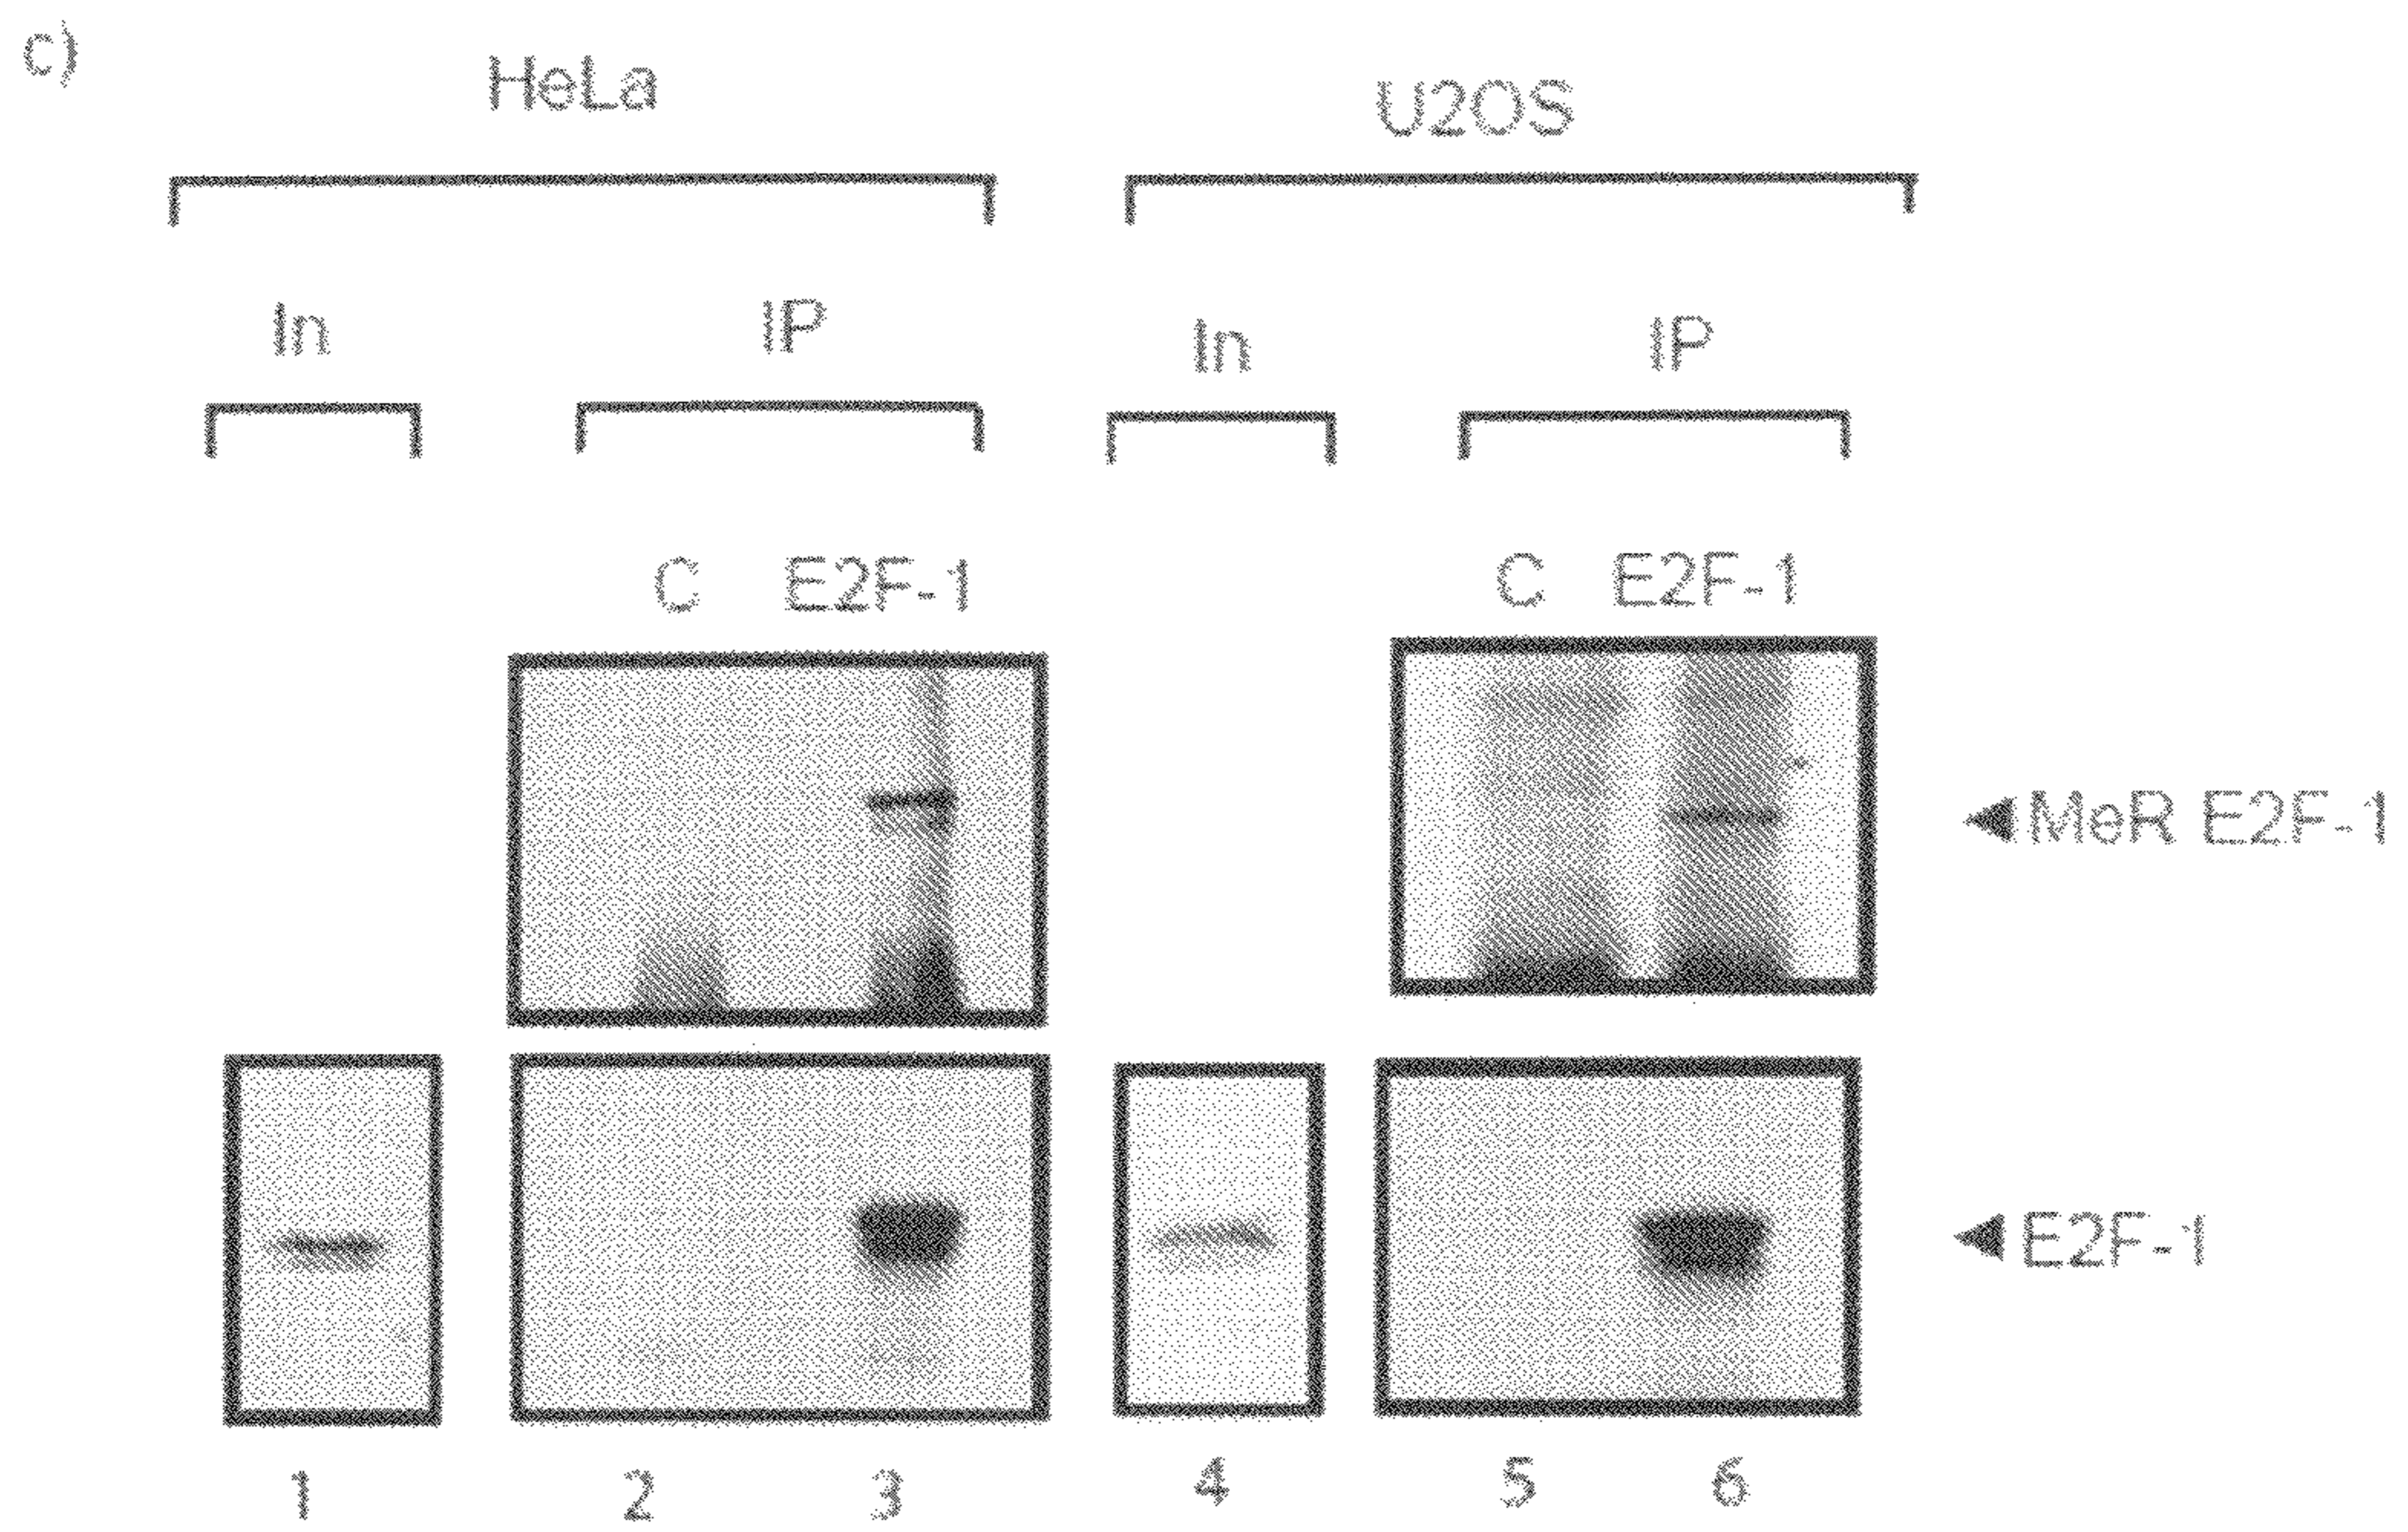 c)
HeLa
U2OS
In
IP
In
IP
C E2F-1
C E2F-1
MeR E2F-1
E2F-1
1 2 3 4 5 6